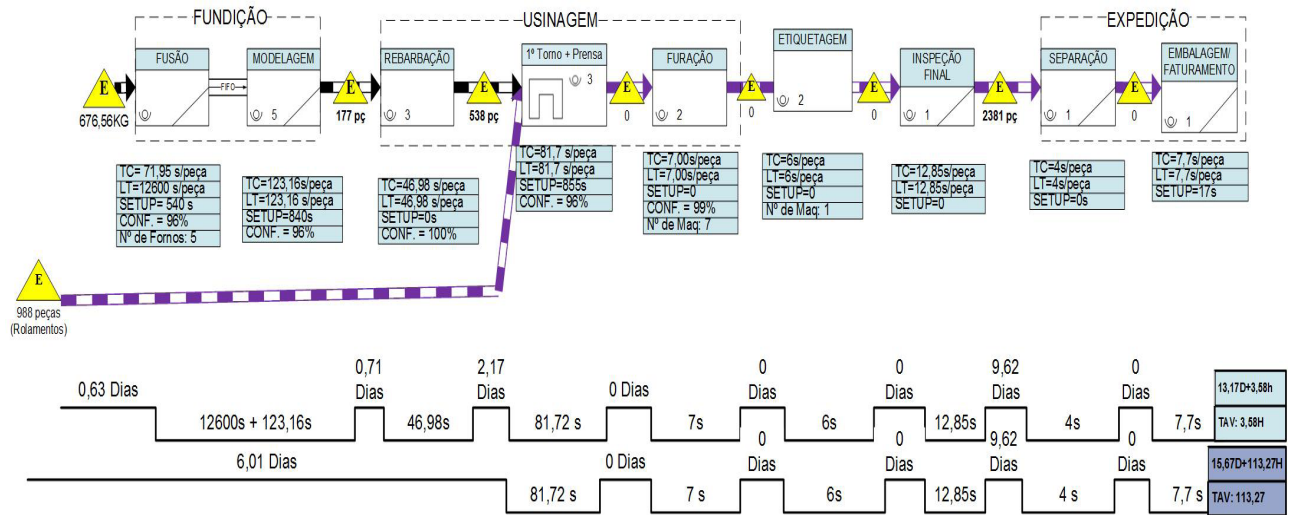 FUNDIÇÃO
USINAGEM
EXPEDIÇÃO
FUSÃO
MODELAGEM
REBARBAÇÃO
1º Torno + Prensa
FURAÇÃO
ETIQUETAGEM
INSPEÇÃO
FINAL
SEPARAÇÃO
EMBALAGEM/
FATURAMENTO
E
FIFO
E
E
E
E
E
E
E
5
3
3
2
2
1
1
1
676,56KG
177 pç
538 pç
0
0
0
2381 pç
0
TC= 71,95 s/peça
LT=12600 s/peça
SETUP= 540 s
CONF. = 96%
Nº de Fornos: 5
TC=123,16s/peça
LT=123,16 s/peça
SETUP=840s
CONF. = 96%
TC=46,98 s/peça
LT=46,98 s/peça
SETUP=0s
CONF. = 100%
TC=81,7 s/peça
LT=81,7 s/peça
SETUP=855s
CONF. = 96%
TC=7,00s/peça
LT=7,00s/peça
SETUP=0
CONF. = 99%
Nº de Maq: 7
TC=6s/peça
LT=6s/peça
SETUP=0
Nº de Maq: 1
TC=12,85s/peça
LT=12,85s/peça
SETUP=0
TC=4s/peça
LT=4s/peça
SETUP=0s
TC=7,7s/peça
LT=7,7s/peça
SETUP=17s
E
988 peças
(Rolamentos)
0,63 Dias
0,71
Dias
2,17
Dias
0 Dias
0
Dias
0
Dias
9,62
Dias
0
Dias
13,17D+3,58h
12600s + 123,16s
46,98s
81,72 s
7s
6s
12,85s
4s
7,7s
TAV: 3,58H
6,01 Dias
0 Dias
0
Dias
0
Dias
9,62
Dias
0
Dias
15,67D+113,27H
81,72 s
7 s
6s
12,85s
4 s
7,7 s
TAV: 113,27